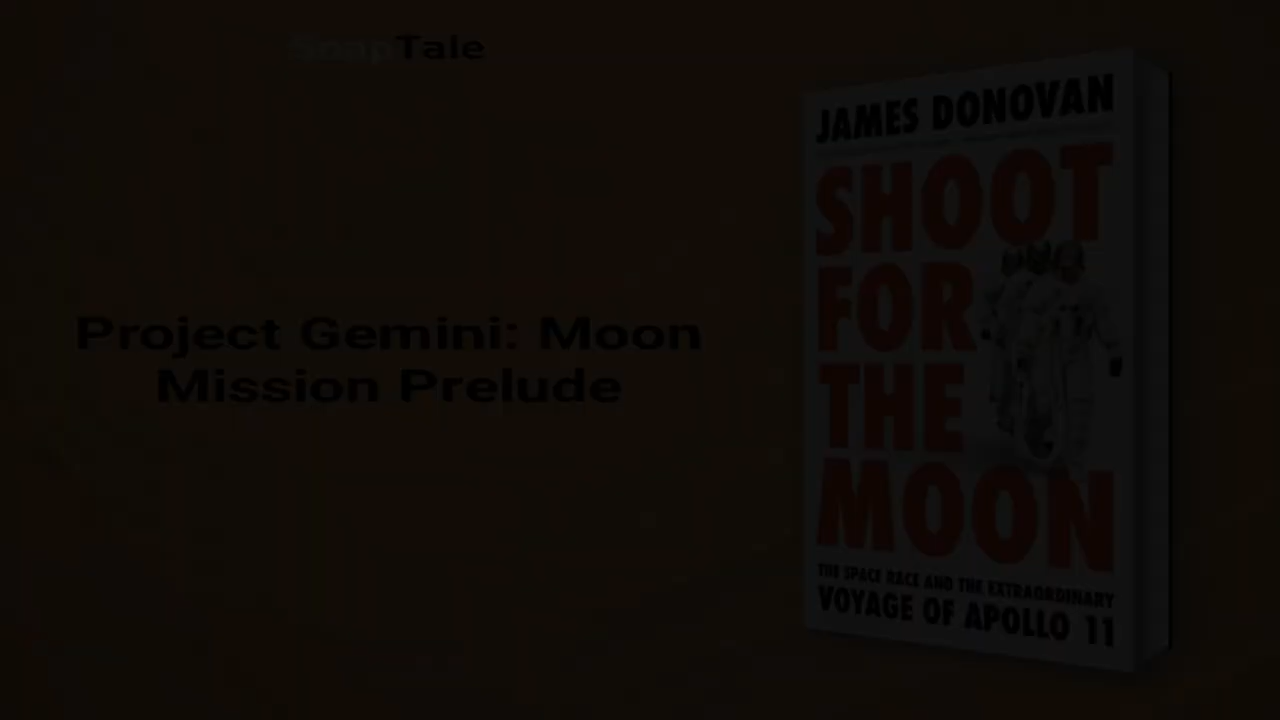 SnapTale
Project Gemini: Moon
Mission Prelude
JAMES DONOVAN
SHOOT
FOR
THE
MOON
THE SPACE RACE AND THE EXTRAORDINARY
VOYAGE OF APOLLO 11